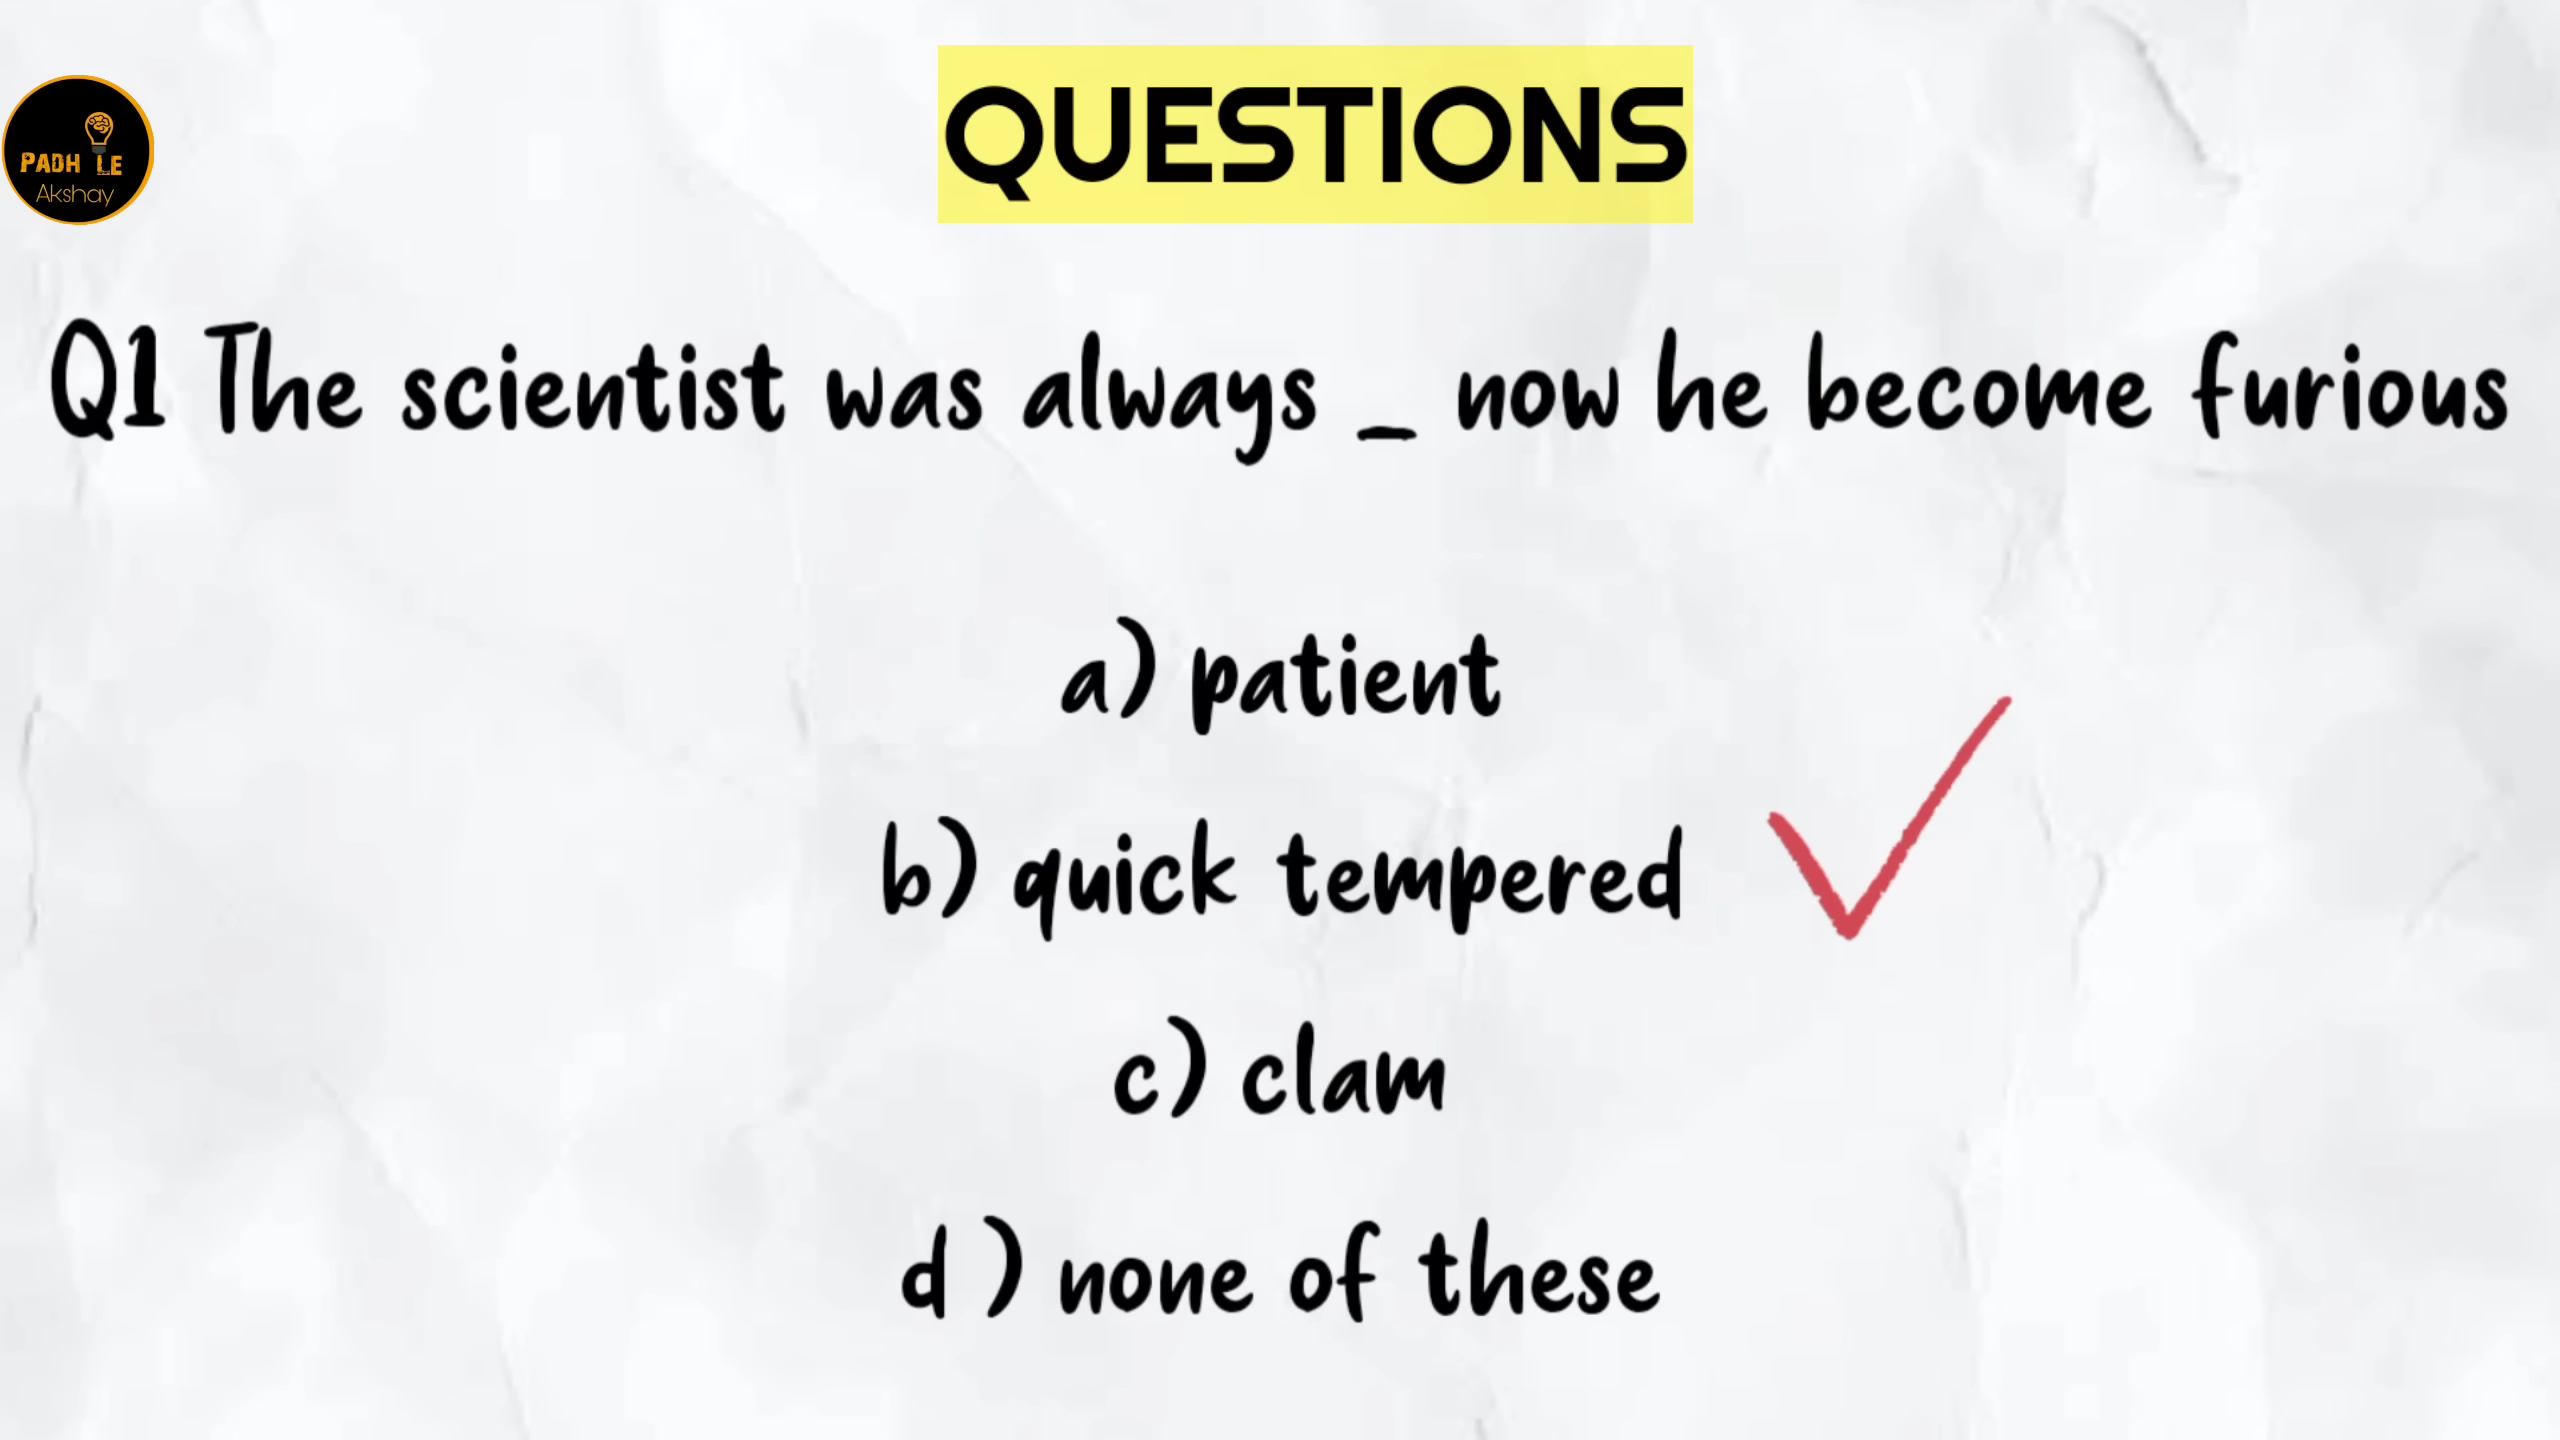 QUESTIONS
PADH LE
Akshay
Q1 The scientist was always _ now he become furious
a) patient
b) quick tempered
c) clam
d ) none of these